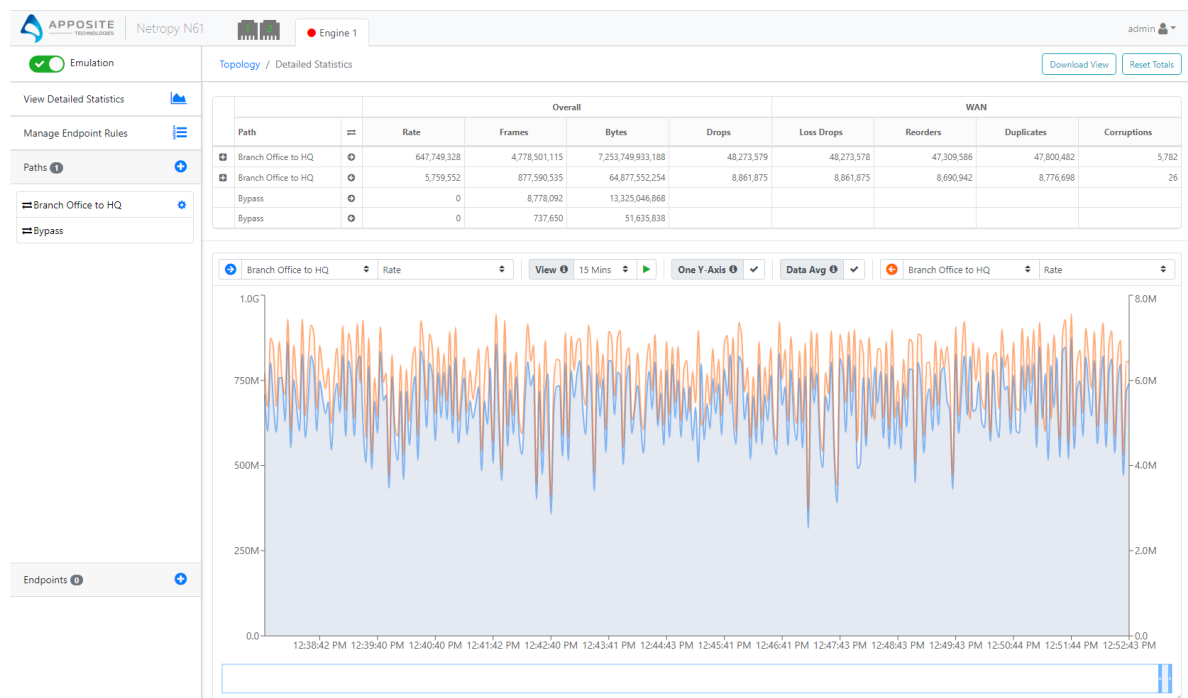 APPOSITE TECHNOLOGIES Netropy N61 1 2 Engine 1 admin
Emulation
Topology / Detailed Statistics Download View Reset Totals
View Detailed Statistics
Manage Endpoint Rules
Paths 1
Branch Office to HQ
Bypass
Endpoints 0
Overall WAN
Path Rate Frames Bytes Drops Loss Drops Reorders Duplicates Corruptions
Branch Office to HQ 647,749,328 4,778,501,115 7,253,749,933,188 48,273,579 48,273,578 47,309,586 47,800,482 5,782
Branch Office to HQ 5,759,552 877,590,535 64,877,552,254 8,861,875 8,861,875 8,690,942 8,776,698 26
Bypass 0 8,778,092 13,325,046,868
Bypass 0 737,650 51,635,838
Branch Office to HQ Rate View 15 Mins One Y-Axis Data Avg Branch Office to HQ Rate
1.0G 8.0M
750M 6.0M
500M 4.0M
250M 2.0M
0.0 0.0
12:38:42 PM 12:39:40 PM 12:40:40 PM 12:41:42 PM 12:42:40 PM 12:43:41 PM 12:44:43 PM 12:45:41 PM 12:46:41 PM 12:47:43 PM 12:48:43 PM 12:49:43 PM 12:50:44 PM 12:51:44 PM 12:52:43 PM